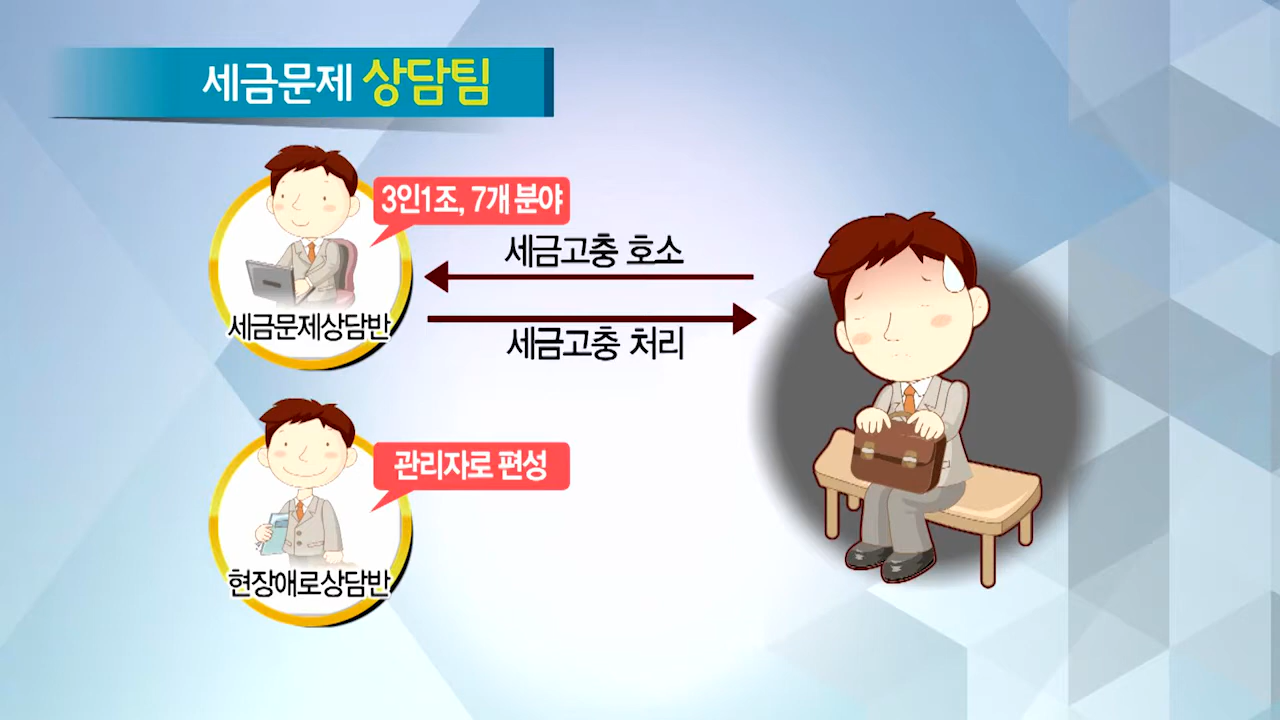 세금문제 상담팀
3인1조, 7개 분야
세금고충 호소
세금고충 처리
세금문제상담반
관리자로 편성
현장애로상담반